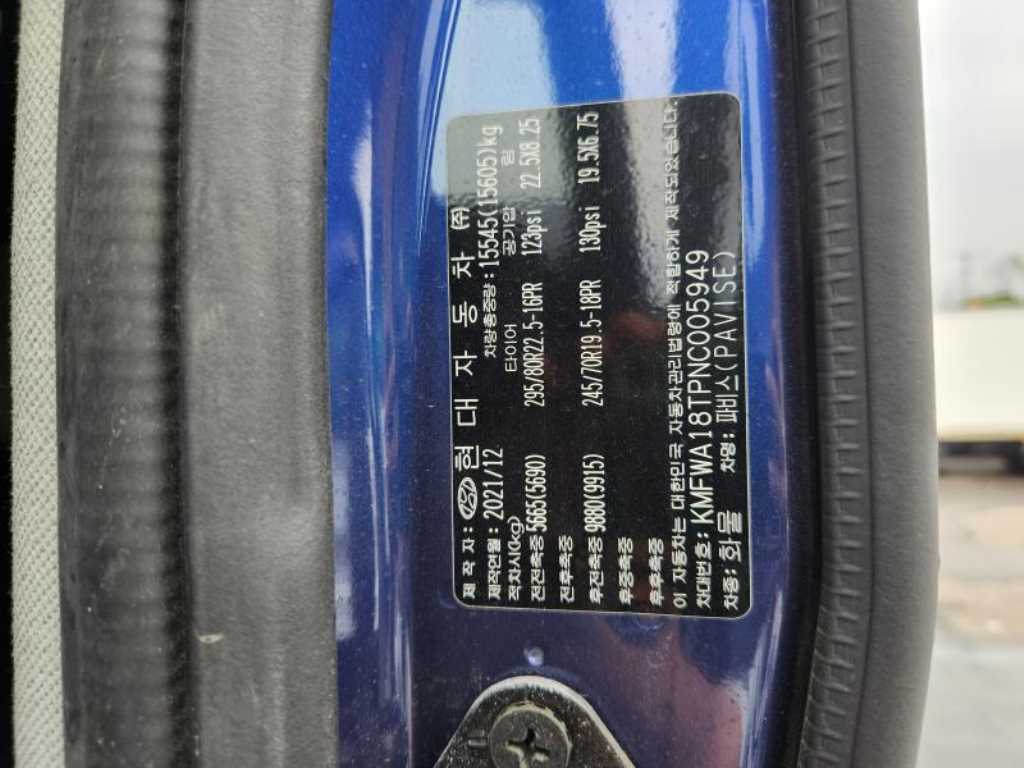 제 작 자 : 현 대 자 동 차 (주)
제작연월 : 2021/12 차량총중량 : 15545(15605)kg
적차시(kg) 타이어 공기압 림
전전축중 5665(5690) 295/80R22.5-16PR 123psi 22.5X8.25
전후축중
후전축중 9880(9915) 245/70R19.5-18PR 130psi 19.5X6.75
후중축중
후후축중
이 자동차는 대한민국 자동차관리법령에 적합하게 제작되었습니다.
차대번호: KMFWA18TPNC005949
차종: 화물 차명: 파비스(PAVISE)